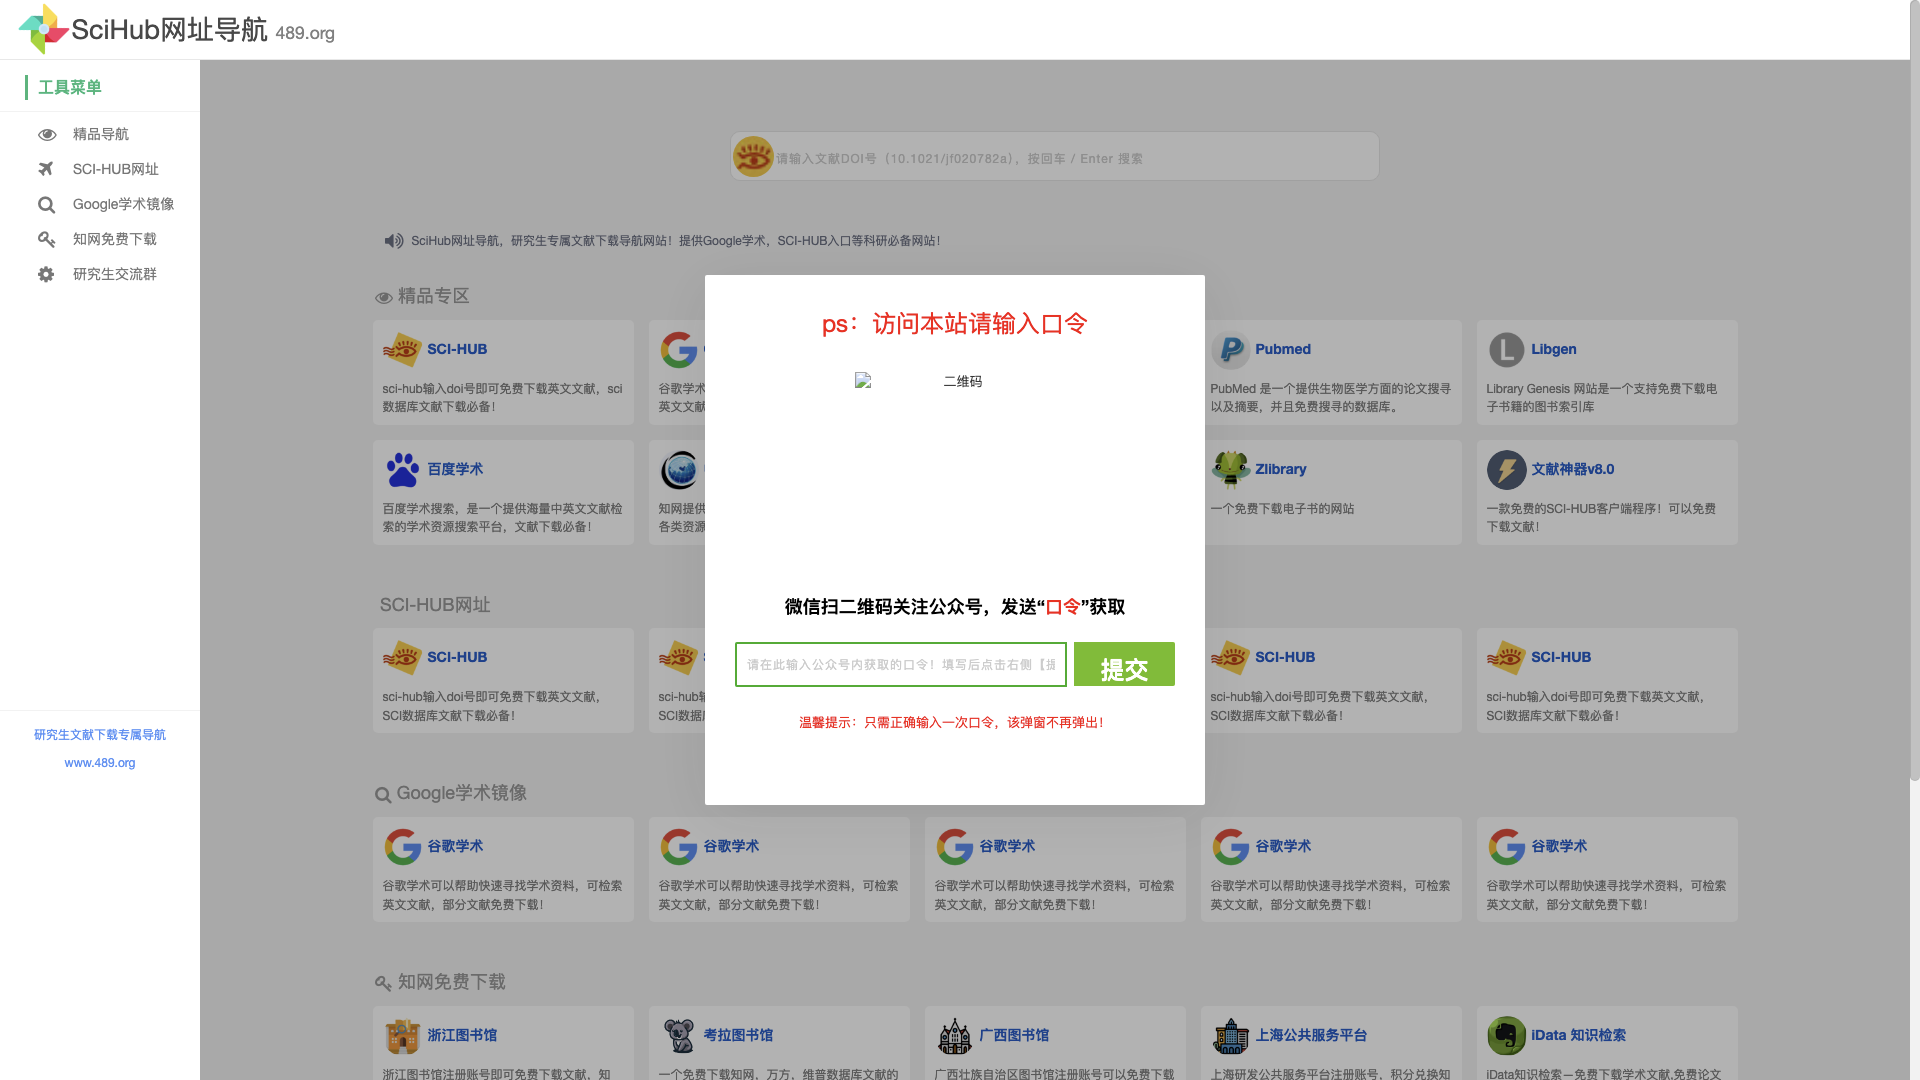 SciHub网址导航 489.org
工具菜单
精品导航
SCI-HUB网址
Google学术镜像
知网免费下载
研究生交流群
研究生文献下载专属导航
www.489.org
请输入文献DOI号（10.1021/jf020782a），按回车 / Enter 搜索
SciHub网址导航，研究生专属文献下载导航网站！提供Google学术，SCI-HUB入口等科研必备网站！
精品专区
SCI-HUB
sci-hub输入doi号即可免费下载英文文献，sci
数据库文献下载必备！
谷歌学术
英文文献
Pubmed
PubMed 是一个提供生物医学方面的论文搜寻
以及摘要，并且免费搜寻的数据库。
Libgen
Library Genesis 网站是一个支持免费下载电
子书籍的图书索引库
百度学术
百度学术搜索，是一个提供海量中英文文献检
索的学术资源搜索平台，文献下载必备！
知网提供
各类资源
Zlibrary
一个免费下载电子书的网站
文献神器v8.0
一款免费的SCI-HUB客户端程序！可以免费
下载文献！
ps：访问本站请输入口令
二维码
微信扫二维码关注公众号，发送“口令”获取
请在此输入公众号内获取的口令！填写后点击右侧【提
提交
温馨提示：只需正确输入一次口令，该弹窗不再弹出！
SCI-HUB网址
SCI-HUB
sci-hub输入doi号即可免费下载英文文献，
SCI数据库文献下载必备！
sci-hub
SCI数据
SCI-HUB
sci-hub输入doi号即可免费下载英文文献，
SCI数据库文献下载必备！
SCI-HUB
sci-hub输入doi号即可免费下载英文文献，
SCI数据库文献下载必备！
Google学术镜像
谷歌学术
谷歌学术可以帮助快速寻找学术资料，可检索
英文文献，部分文献免费下载！
谷歌学术
谷歌学术可以帮助快速寻找学术资料，可检索
英文文献，部分文献免费下载！
谷歌学术
谷歌学术可以帮助快速寻找学术资料，可检索
英文文献，部分文献免费下载！
谷歌学术
谷歌学术可以帮助快速寻找学术资料，可检索
英文文献，部分文献免费下载！
谷歌学术
谷歌学术可以帮助快速寻找学术资料，可检索
英文文献，部分文献免费下载！
知网免费下载
浙江图书馆
浙江图书馆注册账号即可免费下载文献，知
考拉图书馆
一个免费下载知网，万方，维普数据库文献的
广西图书馆
广西壮族自治区图书馆注册账号可以免费下载
上海公共服务平台
上海研发公共服务平台注册账号，积分兑换知
iData 知识检索
iData知识检索－免费下载学术文献,免费论文